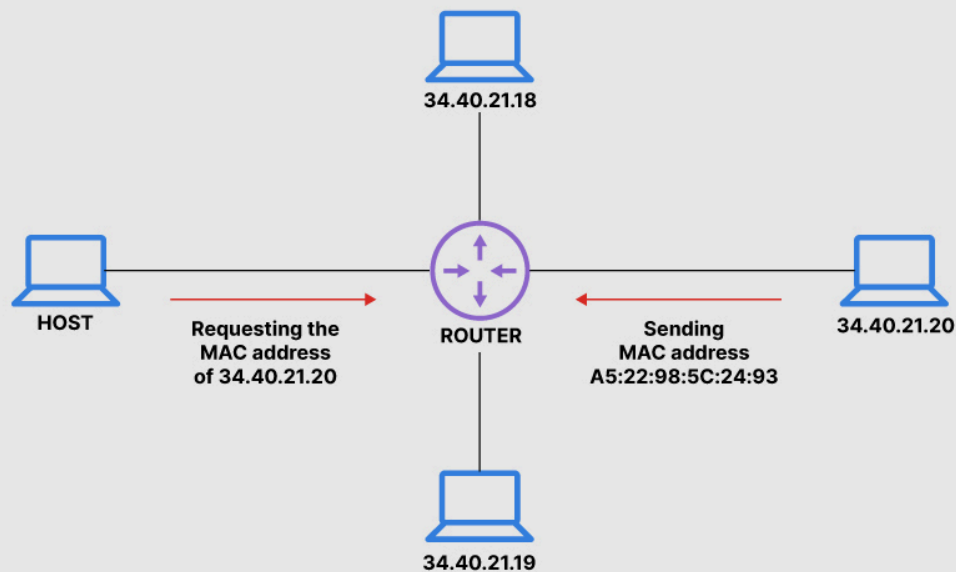 34.40.21.18
HOST
Requesting the
MAC address
of 34.40.21.20
ROUTER
Sending
MAC address
A5:22:98:5C:24:93
34.40.21.20
34.40.21.19